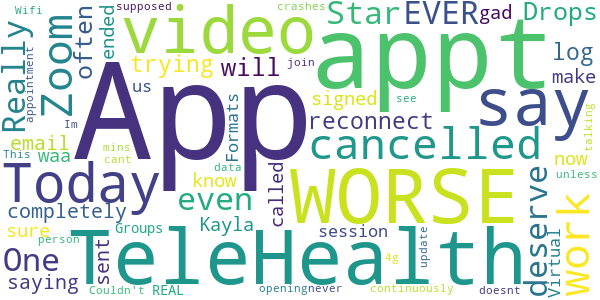 Wifi
supposed
crashes
Star
EVER
gad
Drops
Really
appointment
Zoom
often
ended
video
appt
log
trying
will
us
join
make
App
say
signed
see
talking
This
Im
email
waa
mins
cant
Formats
reconnect
cancelled
know
data
even
called
WORSE
deserve
work
now
unless
Today
completely
sure
person
sent
Groups
Kayla
session
4g
update
Virtual
One
saying
TeleHealth
Couldn't
REAL
opening
never
continuously
doesnt